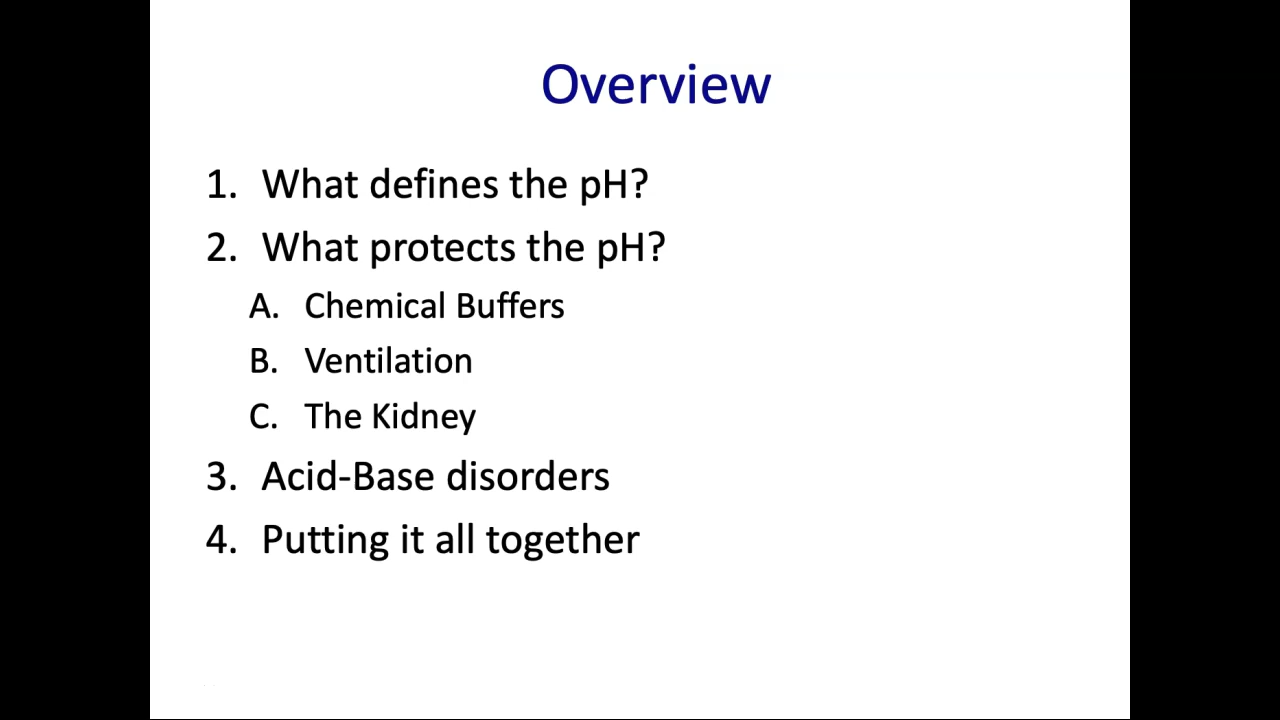 Overview
1. What defines the pH?
2. What protects the pH?
A. Chemical Buffers
B. Ventilation
C. The Kidney
3. Acid-Base disorders
4. Putting it all together